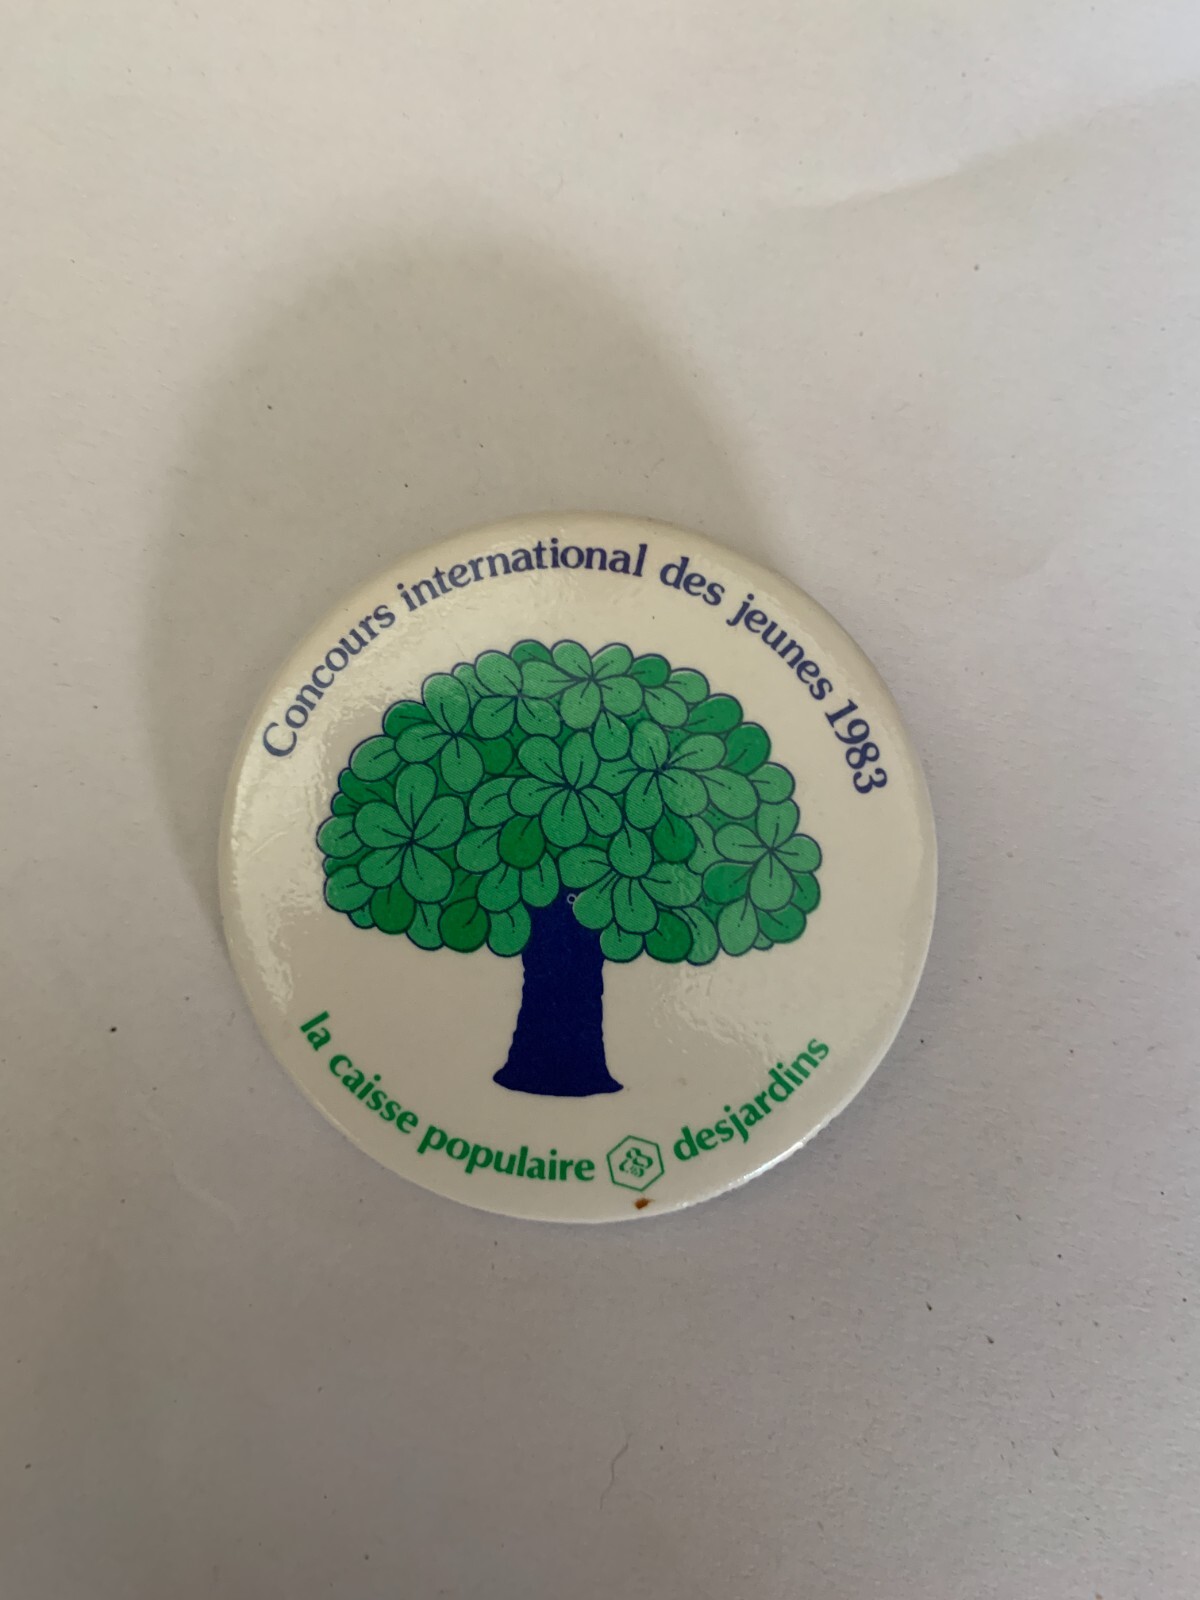 Concours international des jeunes 1983
la caisse populaire desjardins